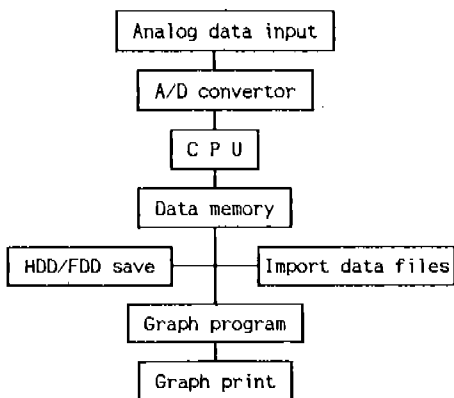 Analog data input
A/D convertor
C P U
Data memory
HDD/FDD save
Import data files
Graph program
Graph print